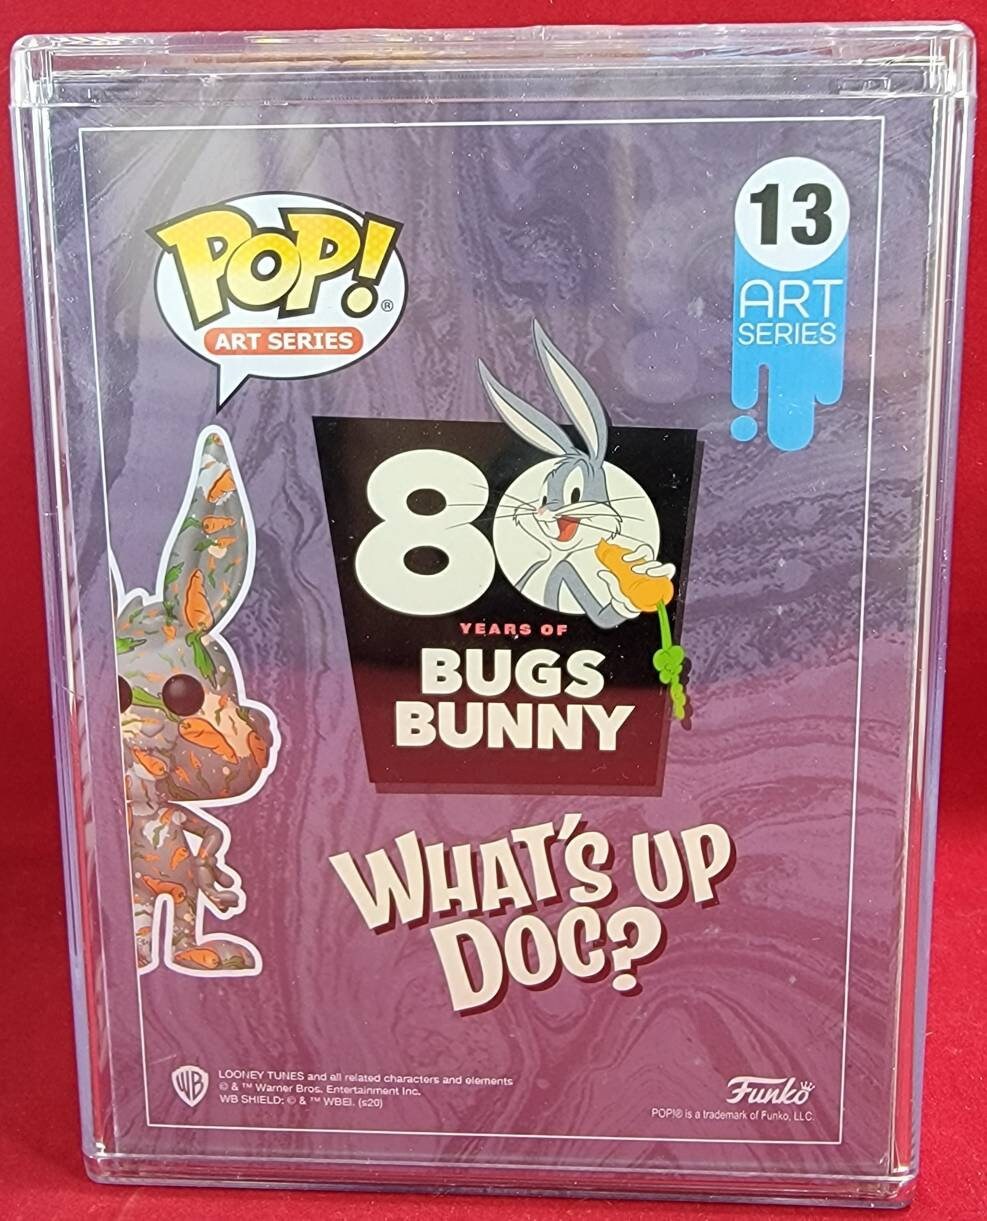 POP!®
ART SERIES
13
ART
SERIES
80
YEARS OF
BUGS
BUNNY
WHAT'S UP
DOC?
WB
LOONEY TUNES and all related characters and elements
© & ™ Warner Bros. Entertainment Inc.
WB SHIELD: © & ™ WBEI. (s20)
Funko
POP!® is a trademark of Funko, LLC.